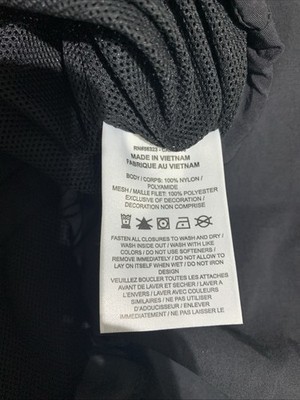 MADE IN VIETNAM
FABRIQUE AU VIETNAM
BODY / CORPS: 100% NYLON /
POLYAMIDE
MESH / MAILLE FILET: 100% POLYESTER
EXCLUSIVE OF DECORATION /
DECORATION NON COMPRISE
FASTEN ALL CLOSURES TO WASH AND DRY /
WASH INSIDE OUT / WASH WITH LIKE
COLORS / DO NOT USE SOFTENERS /
REMOVE IMMEDIATELY / DO NOT ALLOW TO
LAY ON ITSELF WHEN WET / DO NOT IRON
DESIGN
VEUILLEZ BOUCLER TOUTES LES ATTACHES
AVANT LAVER ET SECHER / LAVER A
L'ENVERS / LAVER AVEC COULEURS
SIMILAIRES / NE PAS UTILISER
D'ADOUCISSEUR / ENLEVER
IMMEDIATEMENT / NE PAS LAISSER LE